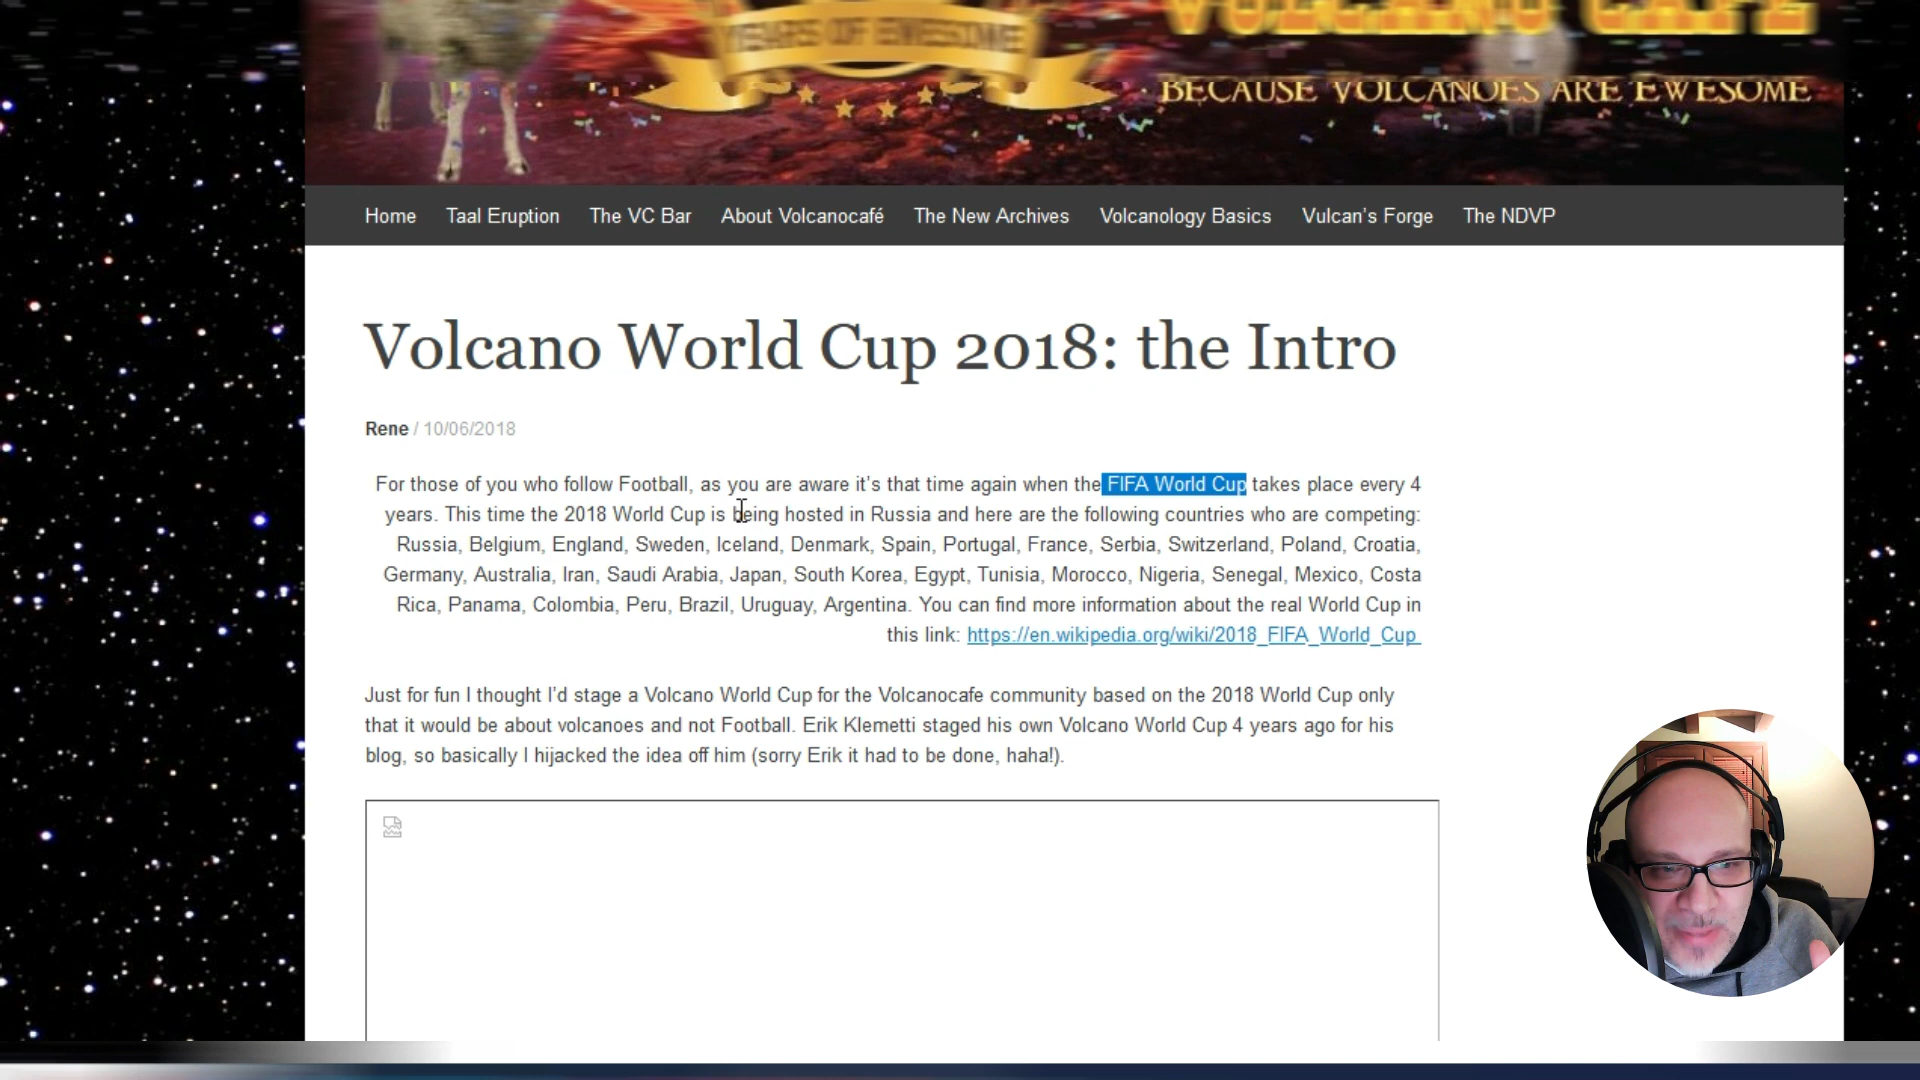 YEARS OF EWESOME
VOLCANO CAFE
BECAUSE VOLCANOES ARE EWESOME
Home Taal Eruption The VC Bar About Volcanocafé The New Archives Volcanology Basics Vulcan’s Forge The NDVP
Volcano World Cup 2018: the Intro
Rene / 10/06/2018
For those of you who follow Football, as you are aware it’s that time again when the FIFA World Cup takes place every 4
years. This time the 2018 World Cup is being hosted in Russia and here are the following countries who are competing:
Russia, Belgium, England, Sweden, Iceland, Denmark, Spain, Portugal, France, Serbia, Switzerland, Poland, Croatia,
Germany, Australia, Iran, Saudi Arabia, Japan, South Korea, Egypt, Tunisia, Morocco, Nigeria, Senegal, Mexico, Costa
Rica, Panama, Colombia, Peru, Brazil, Uruguay, Argentina. You can find more information about the real World Cup in
this link: https://en.wikipedia.org/wiki/2018_FIFA_World_Cup
Just for fun I thought I’d stage a Volcano World Cup for the Volcanocafe community based on the 2018 World Cup only
that it would be about volcanoes and not Football. Erik Klemetti staged his own Volcano World Cup 4 years ago for his
blog, so basically I hijacked the idea off him (sorry Erik it had to be done, haha!).